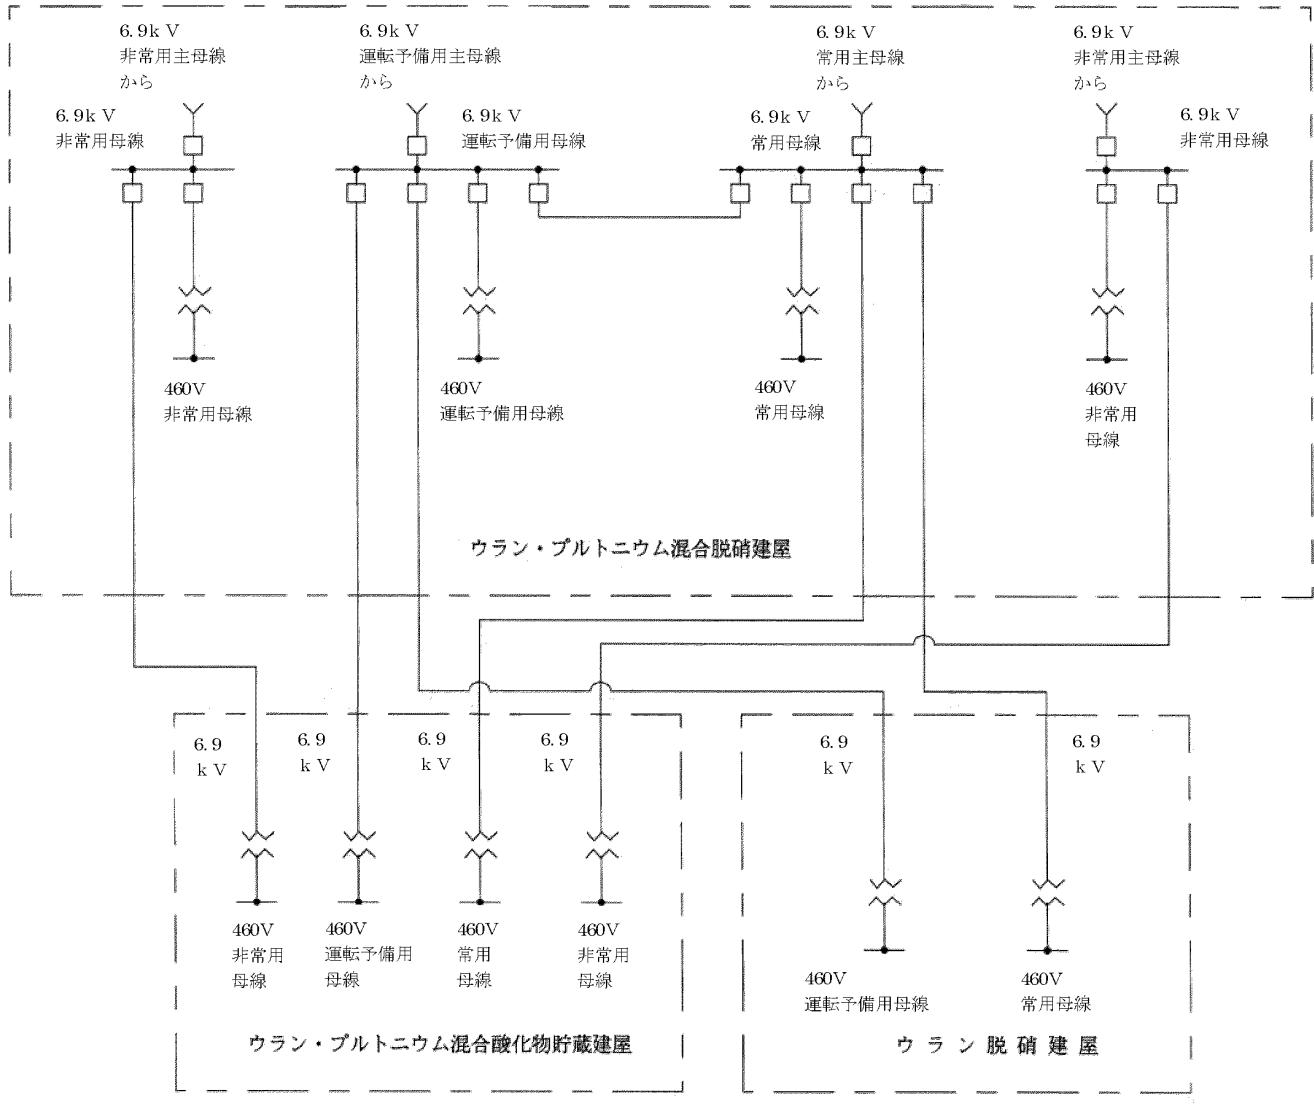 6.9kV
非常用主母線
から
6.9kV
運転予備用主母線
から
6.9kV
常用主母線
から
6.9kV
非常用主母線
から
6.9kV
非常用母線
6.9kV
運転予備用母線
6.9kV
常用母線
6.9kV
非常用母線
460V
非常用母線
460V
運転予備用母線
460V
常用母線
460V
非常用
母線
ウラン・プルトニウム混合脱硝建屋
6.9
kV
6.9
kV
6.9
kV
6.9
kV
6.9
kV
6.9
kV
460V
非常用
母線
460V
運転予備用
母線
460V
常用
母線
460V
非常用
母線
460V
運転予備用母線
460V
常用母線
ウラン・プルトニウム混合酸化物貯蔵建屋
ウラン脱硝建屋